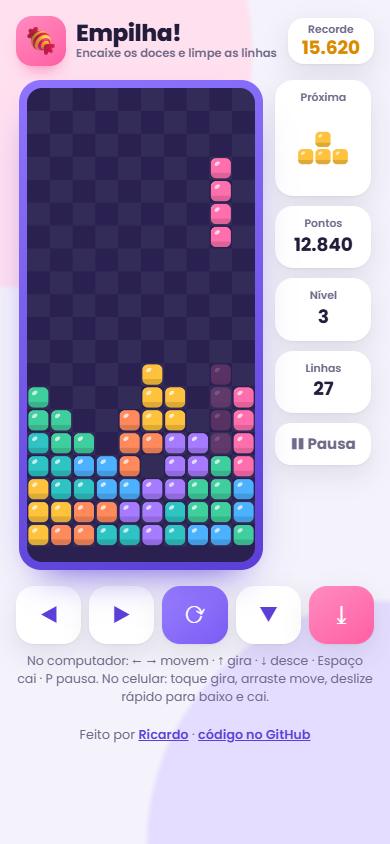 Empilha!
Encaixe os doces e limpe as linhas
Recorde
15.620
Próxima
Pontos
12.840
Nível
3
Linhas
27
Pausa
No computador: ← → movem · ↑ gira · ↓ desce · Espaço
cai · P pausa. No celular: toque gira, arraste move, deslize
rápido para baixo e cai.
Feito por Ricardo · código no GitHub